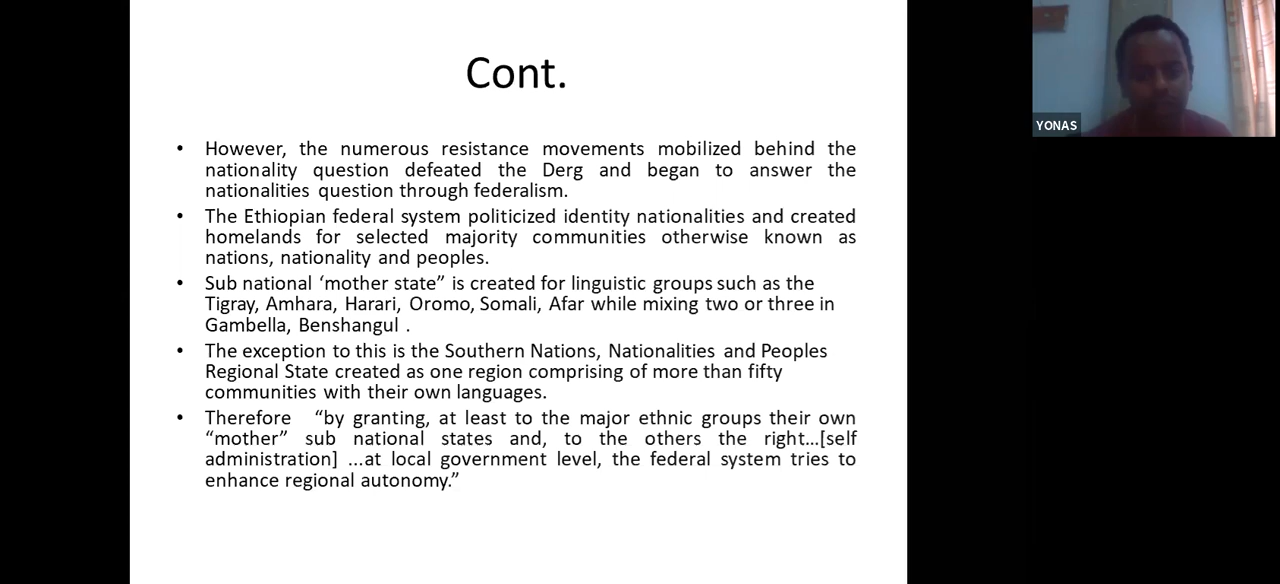 Cont.
• However, the numerous resistance movements mobilized behind the
nationality question defeated the Derg and began to answer the
nationalities question through federalism.
• The Ethiopian federal system politicized identity nationalities and created
homelands for selected majority communities otherwise known as
nations, nationality and peoples.
• Sub national ‘mother state” is created for linguistic groups such as the
Tigray, Amhara, Harari, Oromo, Somali, Afar while mixing two or three in
Gambella, Benshangul .
• The exception to this is the Southern Nations, Nationalities and Peoples
Regional State created as one region comprising of more than fifty
communities with their own languages.
• Therefore “by granting, at least to the major ethnic groups their own
“mother” sub national states and, to the others the right…[self
administration] …at local government level, the federal system tries to
enhance regional autonomy.”
YONAS